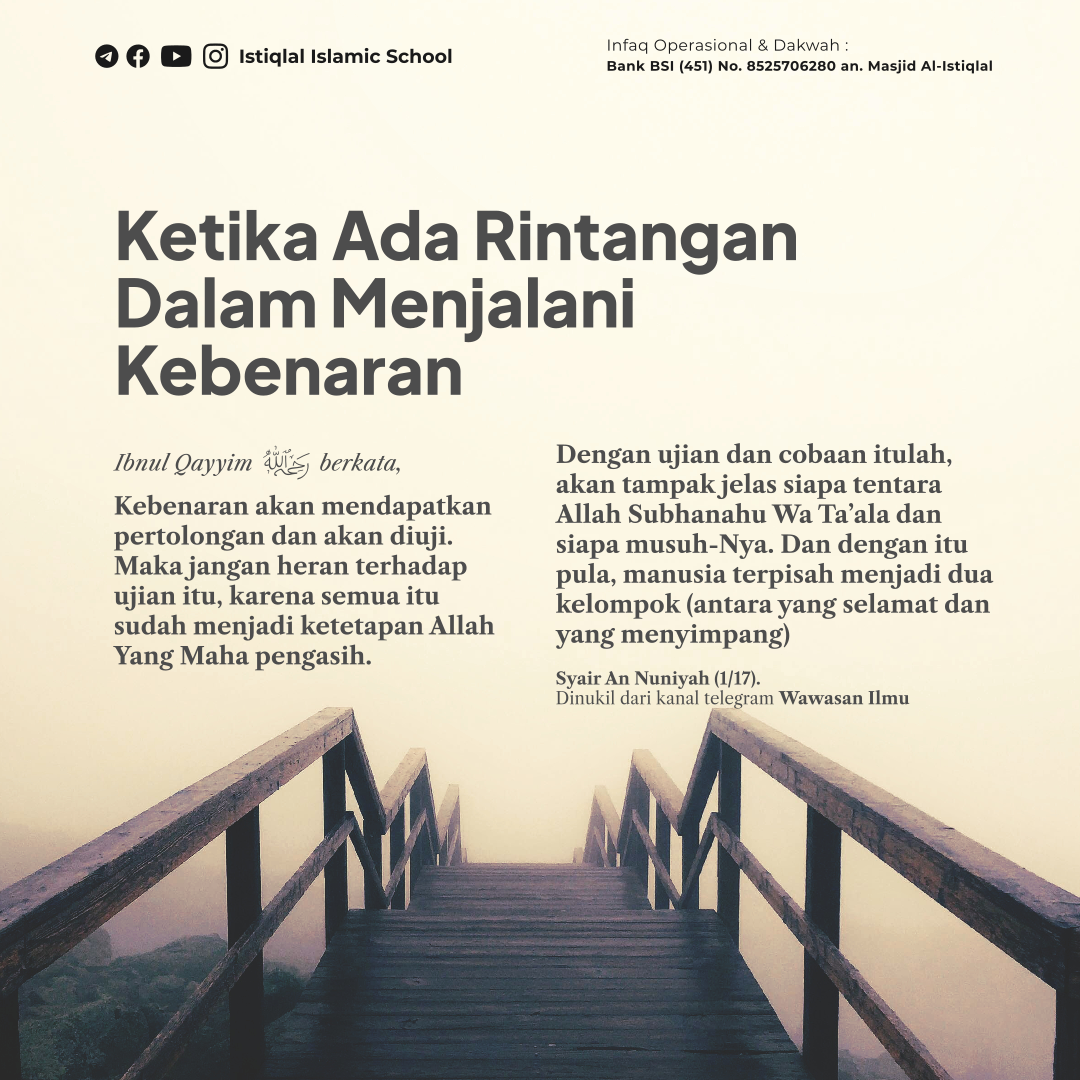 Istiqlal Islamic School
Infaq Operasional & Dakwah :
Bank BSI (451) No. 8525706280 an. Masjid Al-Istiqlal
Ketika Ada Rintangan
Dalam Menjalani
Kebenaran
Ibnul Qayyim رحمه الله berkata,
Kebenaran akan mendapatkan
pertolongan dan akan diuji.
Maka jangan heran terhadap
ujian itu, karena semua itu
sudah menjadi ketetapan Allah
Yang Maha pengasih.
Dengan ujian dan cobaan itulah,
akan tampak jelas siapa tentara
Allah Subhanahu Wa Ta’ala dan
siapa musuh-Nya. Dan dengan itu
pula, manusia terpisah menjadi dua
kelompok (antara yang selamat dan
yang menyimpang)
Syair An Nuniyah (1/17).
Dinukil dari kanal telegram Wawasan Ilmu